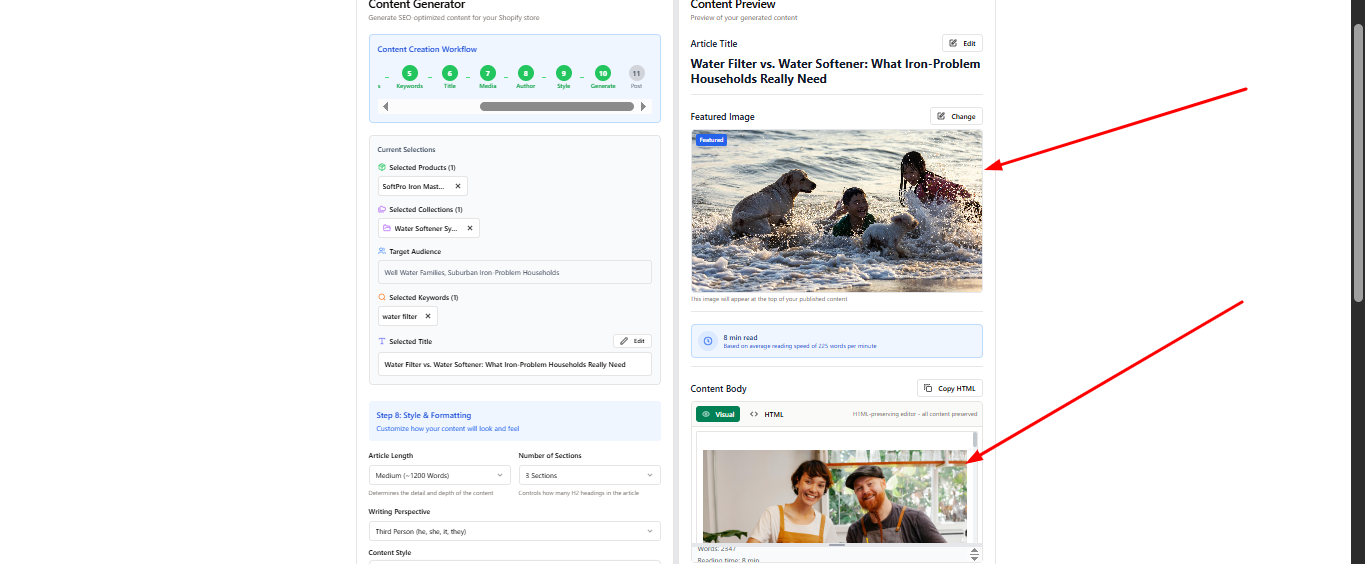 Content Generator
Generate SEO-optimized content for your Shopify store
Content Creation Workflow
5
6
7
8
9
10
11
s
Keywords
Title
Media
Author
Style
Generate
Post
Current Selections
Selected Products (1)
SoftPro Iron Mast...
Selected Collections (1)
Water Softener Sy...
Target Audience
Well Water Families, Suburban Iron-Problem Households
Selected Keywords (1)
water filter
Selected Title
Edit
Water Filter vs. Water Softener: What Iron-Problem Households Really Need
Step 8: Style & Formatting
Customize how your content will look and feel
Article Length
Number of Sections
Medium (~1200 Words)
3 Sections
Determines the detail and depth of the content
Controls how many H2 headings in the article
Writing Perspective
Third Person (he, she, it, they)
Content Style
Content Preview
Preview of your generated content
Article Title
Edit
Water Filter vs. Water Softener: What Iron-Problem
Households Really Need
Featured Image
Change
Featured
This image will appear at the top of your published content
8 min read
Based on average reading speed of 225 words per minute
Content Body
Copy HTML
Visual
HTML
HTML-preserving editor - all content preserved
Words: 2347
Reading time: 8 min